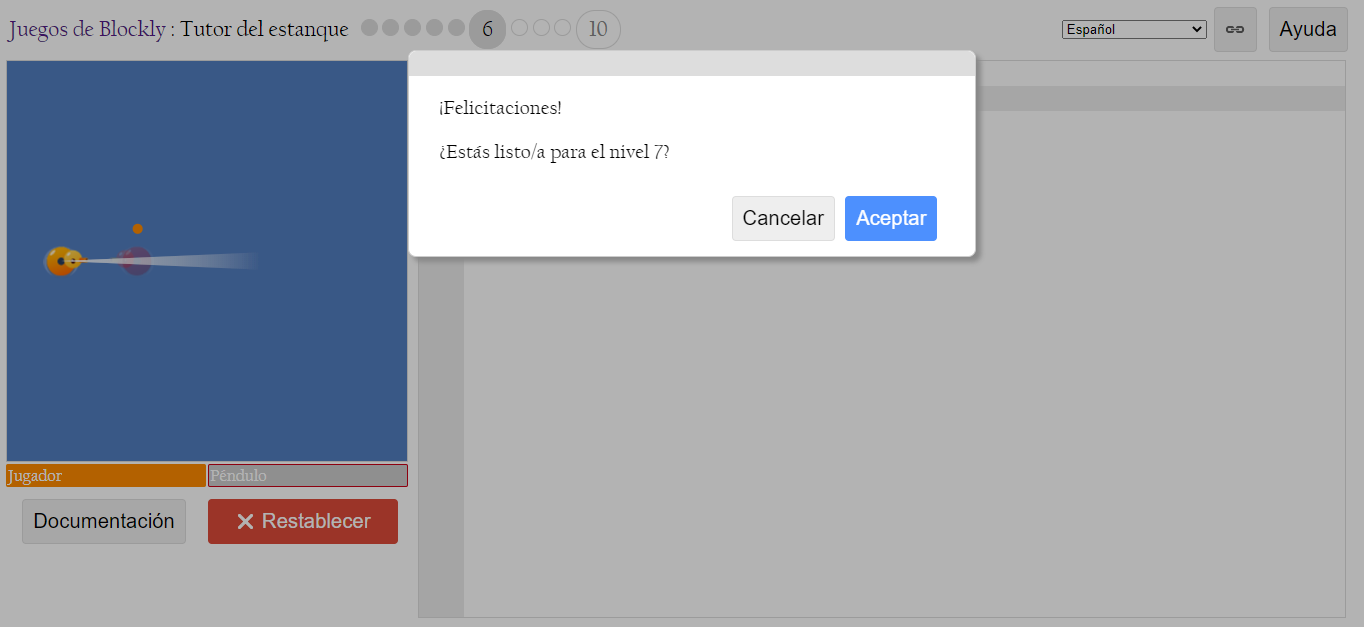 Juegos de Blockly : Tutor del estanque
6
10
Español
Ayuda
¡Felicitaciones!
¿Estás listo/a para el nivel 7?
Cancelar
Aceptar
Jugador
Péndulo
Documentación
Restablecer